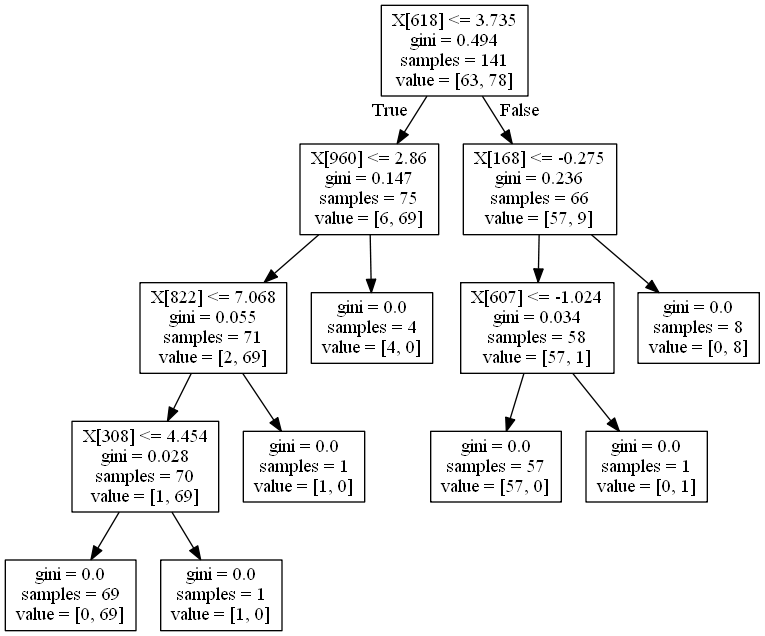 X[618] <= 3.735
gini = 0.494
samples = 141
value = [63, 78]
True
False
X[960] <= 2.86
gini = 0.147
samples = 75
value = [6, 69]
X[168] <= -0.275
gini = 0.236
samples = 66
value = [57, 9]
X[822] <= 7.068
gini = 0.055
samples = 71
value = [2, 69]
gini = 0.0
samples = 4
value = [4, 0]
X[607] <= -1.024
gini = 0.034
samples = 58
value = [57, 1]
gini = 0.0
samples = 8
value = [0, 8]
X[308] <= 4.454
gini = 0.028
samples = 70
value = [1, 69]
gini = 0.0
samples = 1
value = [1, 0]
gini = 0.0
samples = 57
value = [57, 0]
gini = 0.0
samples = 1
value = [0, 1]
gini = 0.0
samples = 69
value = [0, 69]
gini = 0.0
samples = 1
value = [1, 0]